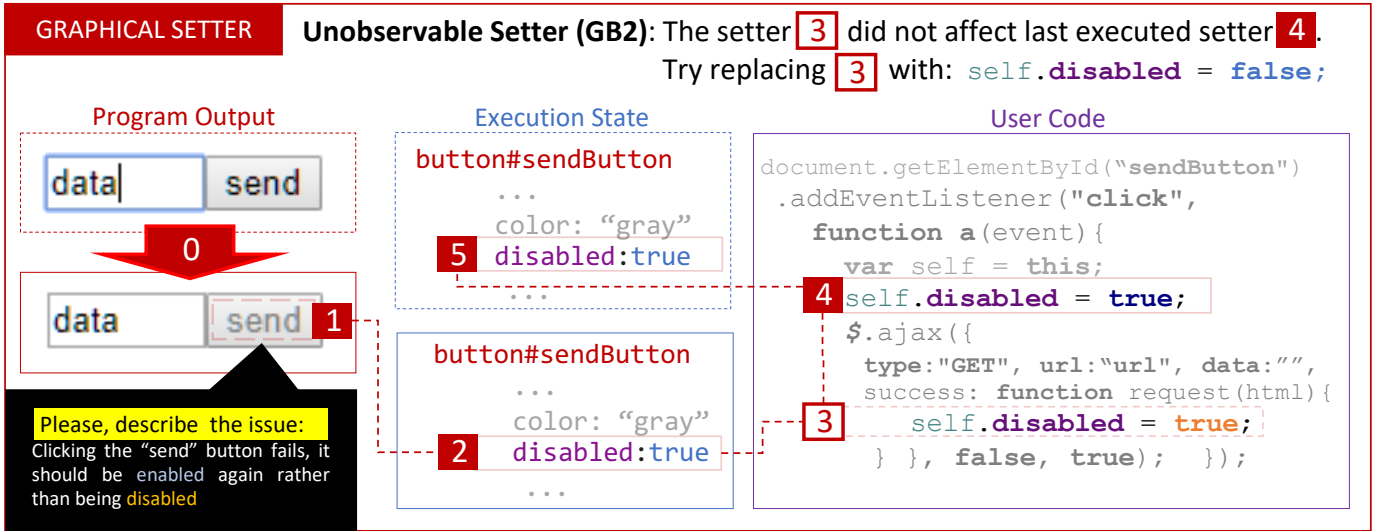 GRAPHICAL SETTER
Unobservable Setter (GB2): The setter 3 did not affect last executed setter 4.
Try replacing 3 with: self.disabled = false;
Program Output
data send
0
data send 1
Please, describe the issue:
Clicking the “send” button fails, it
should be enabled again rather
than being disabled
Execution State
button#sendButton
...
color: “gray”
5 disabled:true
...
button#sendButton
...
color: “gray”
2 disabled:true
...
User Code
document.getElementById(“sendButton")
.addEventListener("click",
function a(event){
var self = this;
4 self.disabled = true;
$.ajax({
type:"GET", url:“url", data:””,
success: function request(html){
3 self.disabled = true;
} }, false, true); });